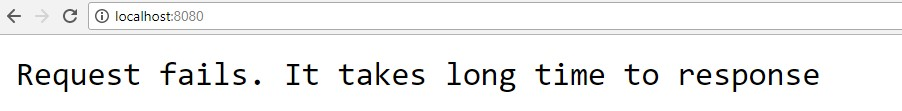 localhost:8080
Request fails. It takes long time to response